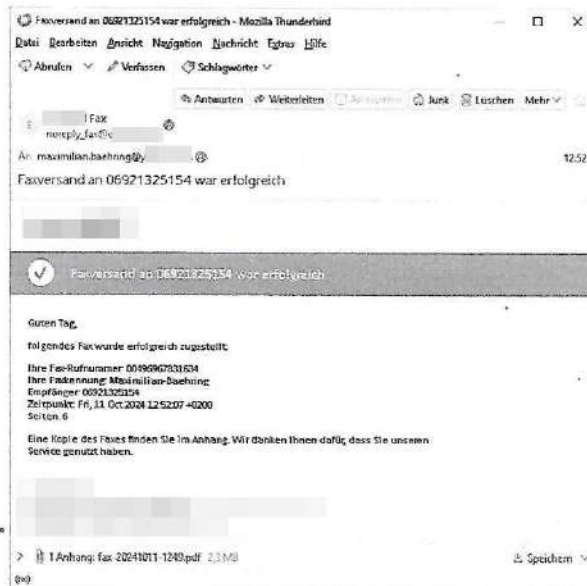 Faxversand an 06921325154 war erfolgreich - Mozilla Thunderbird
Datei Bearbeiten Ansicht Navigation Nachricht Extras Hilfe
Abrufen Verfassen Schlagwörter
Antworten Weiterleiten Archivieren Junk Löschen Mehr
l Fax
noreply_fax@
An maximilian.baehring@y 12:52
Faxversand an 06921325154 war erfolgreich
Faxversand an 06921325154 war erfolgreich
Guten Tag,
folgendes Fax wurde erfolgreich zugestellt:
Ihre Fax-Rufnummer: 00496967831634
Ihre Faxkennung: Maximilian-Baehring
Empfänger: 06921325154
Zeitpunkt: Fri, 11 Oct 2024 12:52:07 +0200
Seiten: 6
Eine Kopie des Faxes finden Sie im Anhang. Wir danken Ihnen dafür, dass Sie unseren
Service genutzt haben.
1 Anhang: fax-20241011-1249.pdf 2,3 MB Speichern